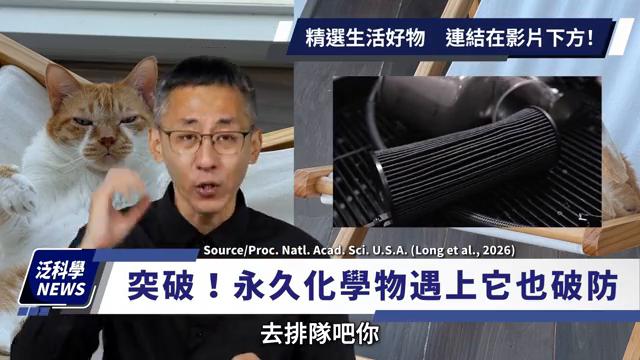 精選生活好物 連結在影片下方!
Source/Proc. Natl. Acad. Sci. U.S.A. (Long et al., 2026)
泛科學
NEWS
突破！永久化學物遇上它也破防
去排隊吧你